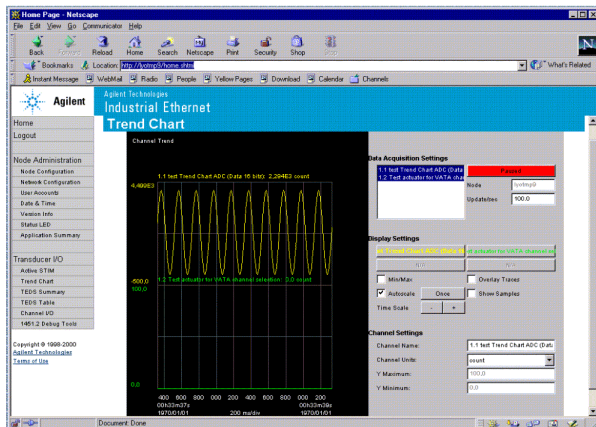 Home Page - Netscape
File Edit View Go Communicator Help
Back Forward Reload Home Search Netscape Print Security Shop Stop
Bookmarks Location: http://lyotmp3/home.shtml What's Related
Instant Message WebMail Radio People Yellow Pages Download Calendar Channels
Agilent
Agilent Technologies
Industrial Ethernet
Trend Chart
Home
Logout
Node Administration
Node Configuration
Network Configuration
User Accounts
Date & Time
Version Info
Status LED
Application Summary
Transducer I/O
Active STIM
Trend Chart
TEDS Summary
TEDS Table
Channel I/O
1451.2 Debug Tools
Copyright © 1998-2000
Agilent Technologies
Terms of Use
Channel Trend
1.1 test Trend Chart ADC (Data 16 bits): 2,294E3 count
4,499E3
-500,0
1.2 Test actuator for VATA channel selection: 0,0 count
100,0
0,0
400 600 800 000 200 400 600 800 000 200
00h33m37s 00h33m39s
1970/01/01 200 ms/div 1970/01/01
Data Acquisition Settings
1.1 test Trend Chart ADC (Data
1.2 Test actuator for VATA chan
Paused
Node lyotmp3
Update/sec 100.0
Display Settings
Trend Chart ADC (Data
actuator for VATA channel
N/A N/A
Min/Max Overlay Traces
Autoscale Once Show Samples
Time Scale - +
Channel Settings
Channel Name: 1.1 test Trend Chart ADC (Data
Channel Units: count
Y Maximum: 100,0
Y Minimum: 0,0
Document: Done